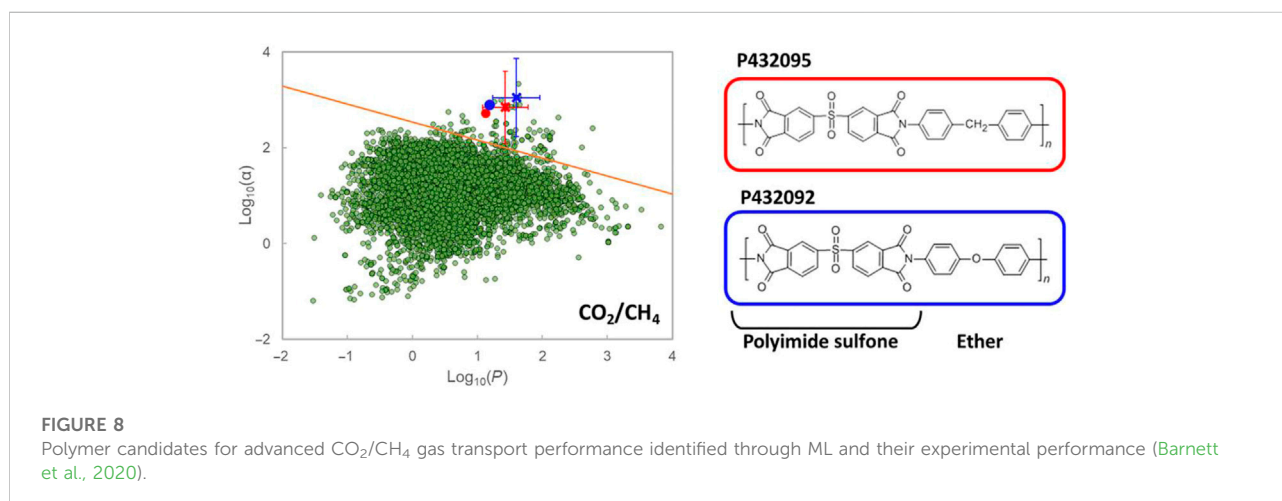 4
2
0
−2
−2
−1
0
1
2
3
4
Log₁₀(α)
Log₁₀(P)
CO₂/CH₄
P432095
N
O
O
S
O
O
O
O
N
CH₂
n
P432092
N
O
O
S
O
O
O
O
N
O
n
Polyimide sulfone Ether
FIGURE 8
Polymer candidates for advanced CO₂/CH₄ gas transport performance identified through ML and their experimental performance (Barnett
et al., 2020).